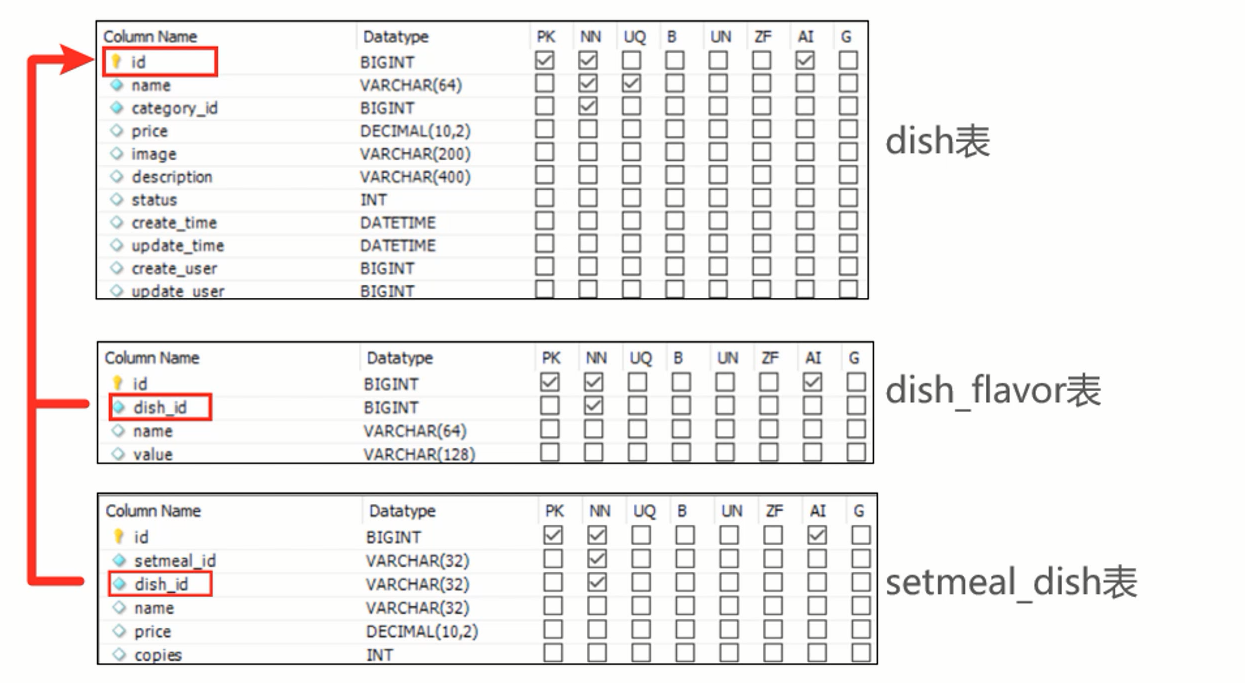 Column Name Datatype PK NN UQ B UN ZF AI G
id BIGINT
name VARCHAR(64)
category_id BIGINT
price DECIMAL(10,2)
image VARCHAR(200)
description VARCHAR(400)
status INT
create_time DATETIME
update_time DATETIME
create_user BIGINT
update_user BIGINT
dish表
Column Name Datatype PK NN UQ B UN ZF AI G
id BIGINT
dish_id BIGINT
name VARCHAR(64)
value VARCHAR(128)
dish_flavor表
Column Name Datatype PK NN UQ B UN ZF AI G
id BIGINT
setmeal_id VARCHAR(32)
dish_id VARCHAR(32)
name VARCHAR(32)
price DECIMAL(10,2)
copies INT
setmeal_dish表